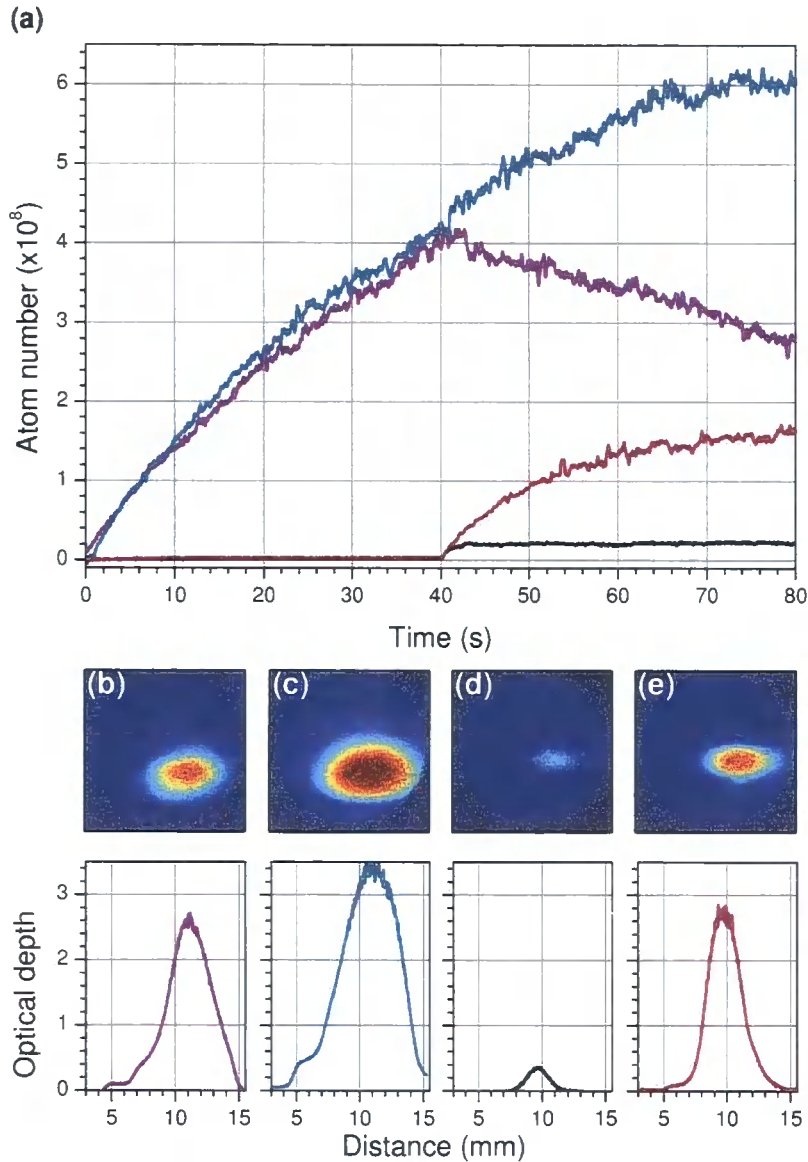 (a)
Atom number (x10⁸)
6
5
4
3
2
1
0
0 10 20 30 40 50 60 70 80
Time (s)
(b) (c) (d) (e)
Optical depth
3
2
1
0
5 10 15 5 10 15 5 10 15 5 10 15
Distance (mm)